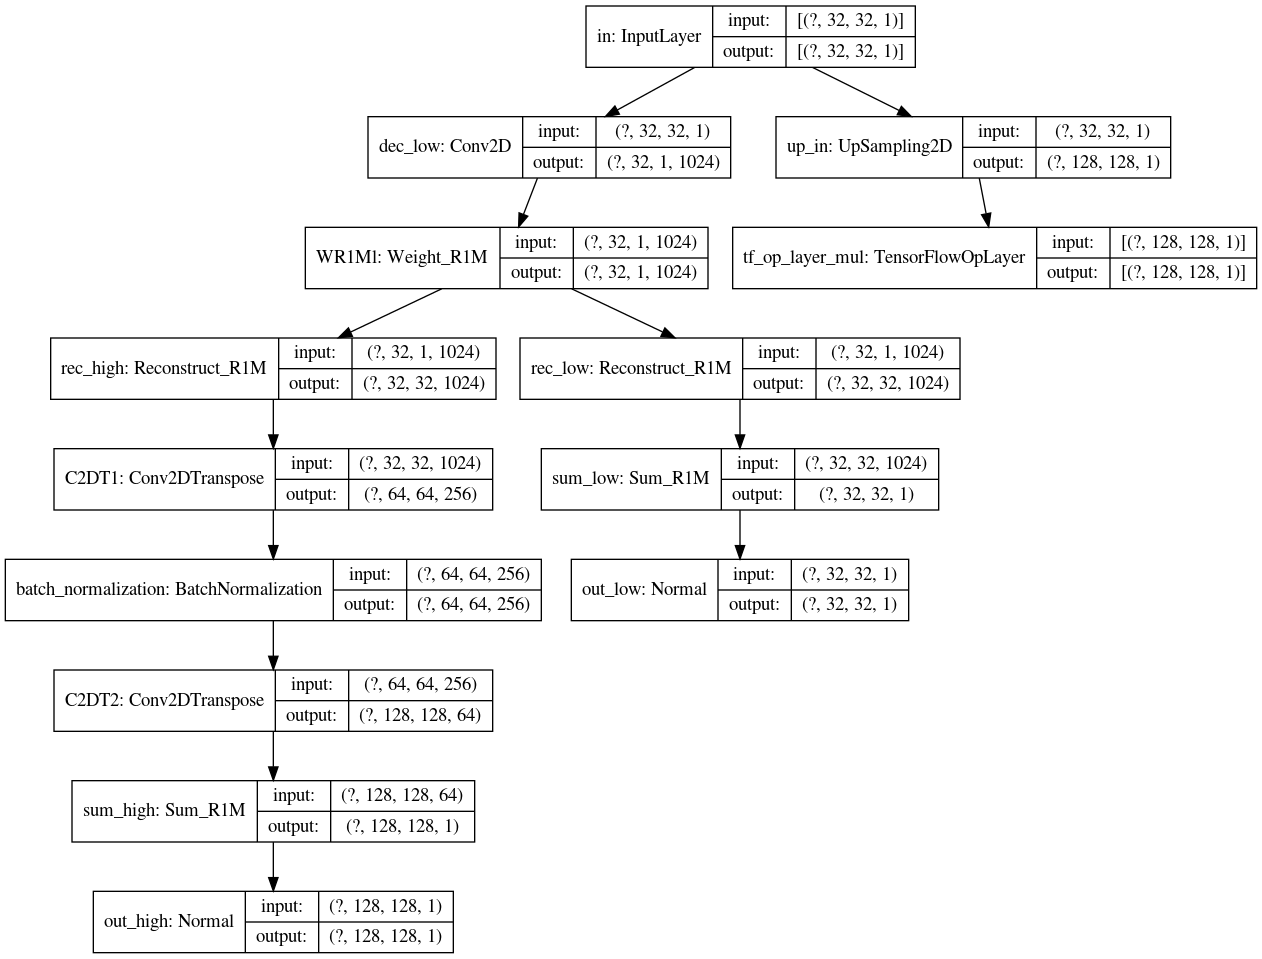 in: InputLayer
input: [(?, 32, 32, 1)]
output: [(?, 32, 32, 1)]
dec_low: Conv2D
input: (?, 32, 32, 1)
output: (?, 32, 1, 1024)
up_in: UpSampling2D
input: (?, 32, 32, 1)
output: (?, 128, 128, 1)
WR1Ml: Weight_R1M
input: (?, 32, 1, 1024)
output: (?, 32, 1, 1024)
tf_op_layer_mul: TensorFlowOpLayer
input: [(?, 128, 128, 1)]
output: [(?, 128, 128, 1)]
rec_high: Reconstruct_R1M
input: (?, 32, 1, 1024)
output: (?, 32, 32, 1024)
rec_low: Reconstruct_R1M
input: (?, 32, 1, 1024)
output: (?, 32, 32, 1024)
C2DT1: Conv2DTranspose
input: (?, 32, 32, 1024)
output: (?, 64, 64, 256)
sum_low: Sum_R1M
input: (?, 32, 32, 1024)
output: (?, 32, 32, 1)
batch_normalization: BatchNormalization
input: (?, 64, 64, 256)
output: (?, 64, 64, 256)
out_low: Normal
input: (?, 32, 32, 1)
output: (?, 32, 32, 1)
C2DT2: Conv2DTranspose
input: (?, 64, 64, 256)
output: (?, 128, 128, 64)
sum_high: Sum_R1M
input: (?, 128, 128, 64)
output: (?, 128, 128, 1)
out_high: Normal
input: (?, 128, 128, 1)
output: (?, 128, 128, 1)